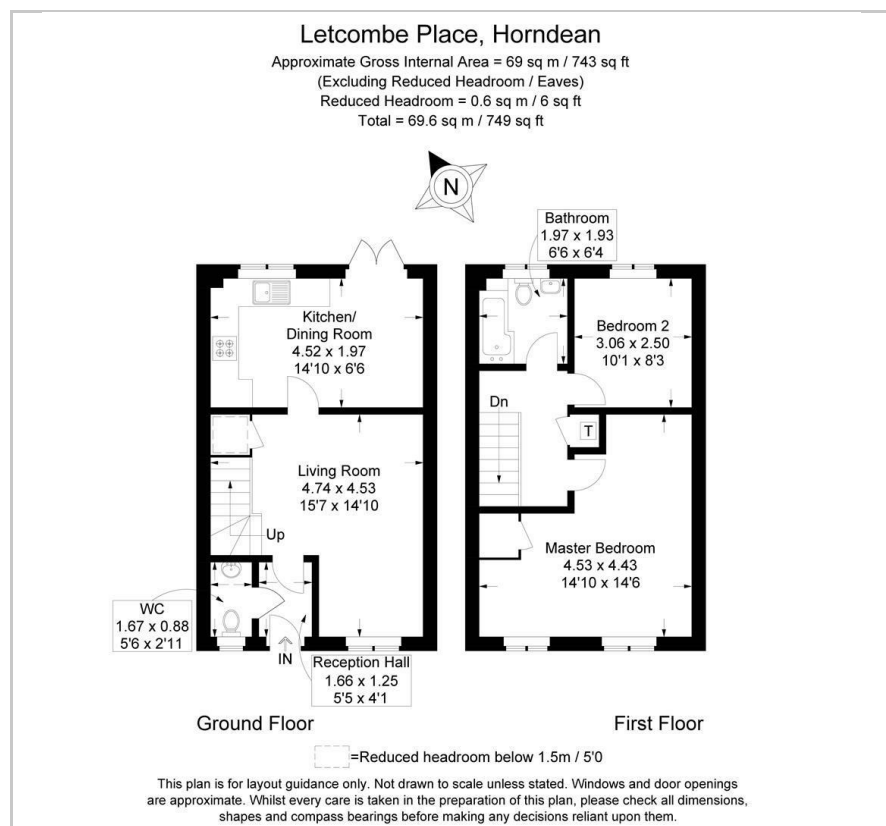 Letcombe Place, Horndean
Approximate Gross Internal Area = 69 sq m / 743 sq ft
(Excluding Reduced Headroom / Eaves)
Reduced Headroom = 0.6 sq m / 6 sq ft
Total = 69.6 sq m / 749 sq ft
N
Kitchen/
Dining Room
4.52 x 1.97
14'10 x 6'6
Living Room
4.74 x 4.53
15'7 x 14'10
Up
WC
1.67 x 0.88
5'6 x 2'11
IN
Reception Hall
1.66 x 1.25
5'5 x 4'1
Ground Floor
Bathroom
1.97 x 1.93
6'6 x 6'4
Bedroom 2
3.06 x 2.50
10'1 x 8'3
Dn
T
Master Bedroom
4.53 x 4.43
14'10 x 14'6
First Floor
=Reduced headroom below 1.5m / 5'0
This plan is for layout guidance only. Not drawn to scale unless stated. Windows and door openings
are approximate. Whilst every care is taken in the preparation of this plan, please check all dimensions,
shapes and compass bearings before making any decisions reliant upon them.